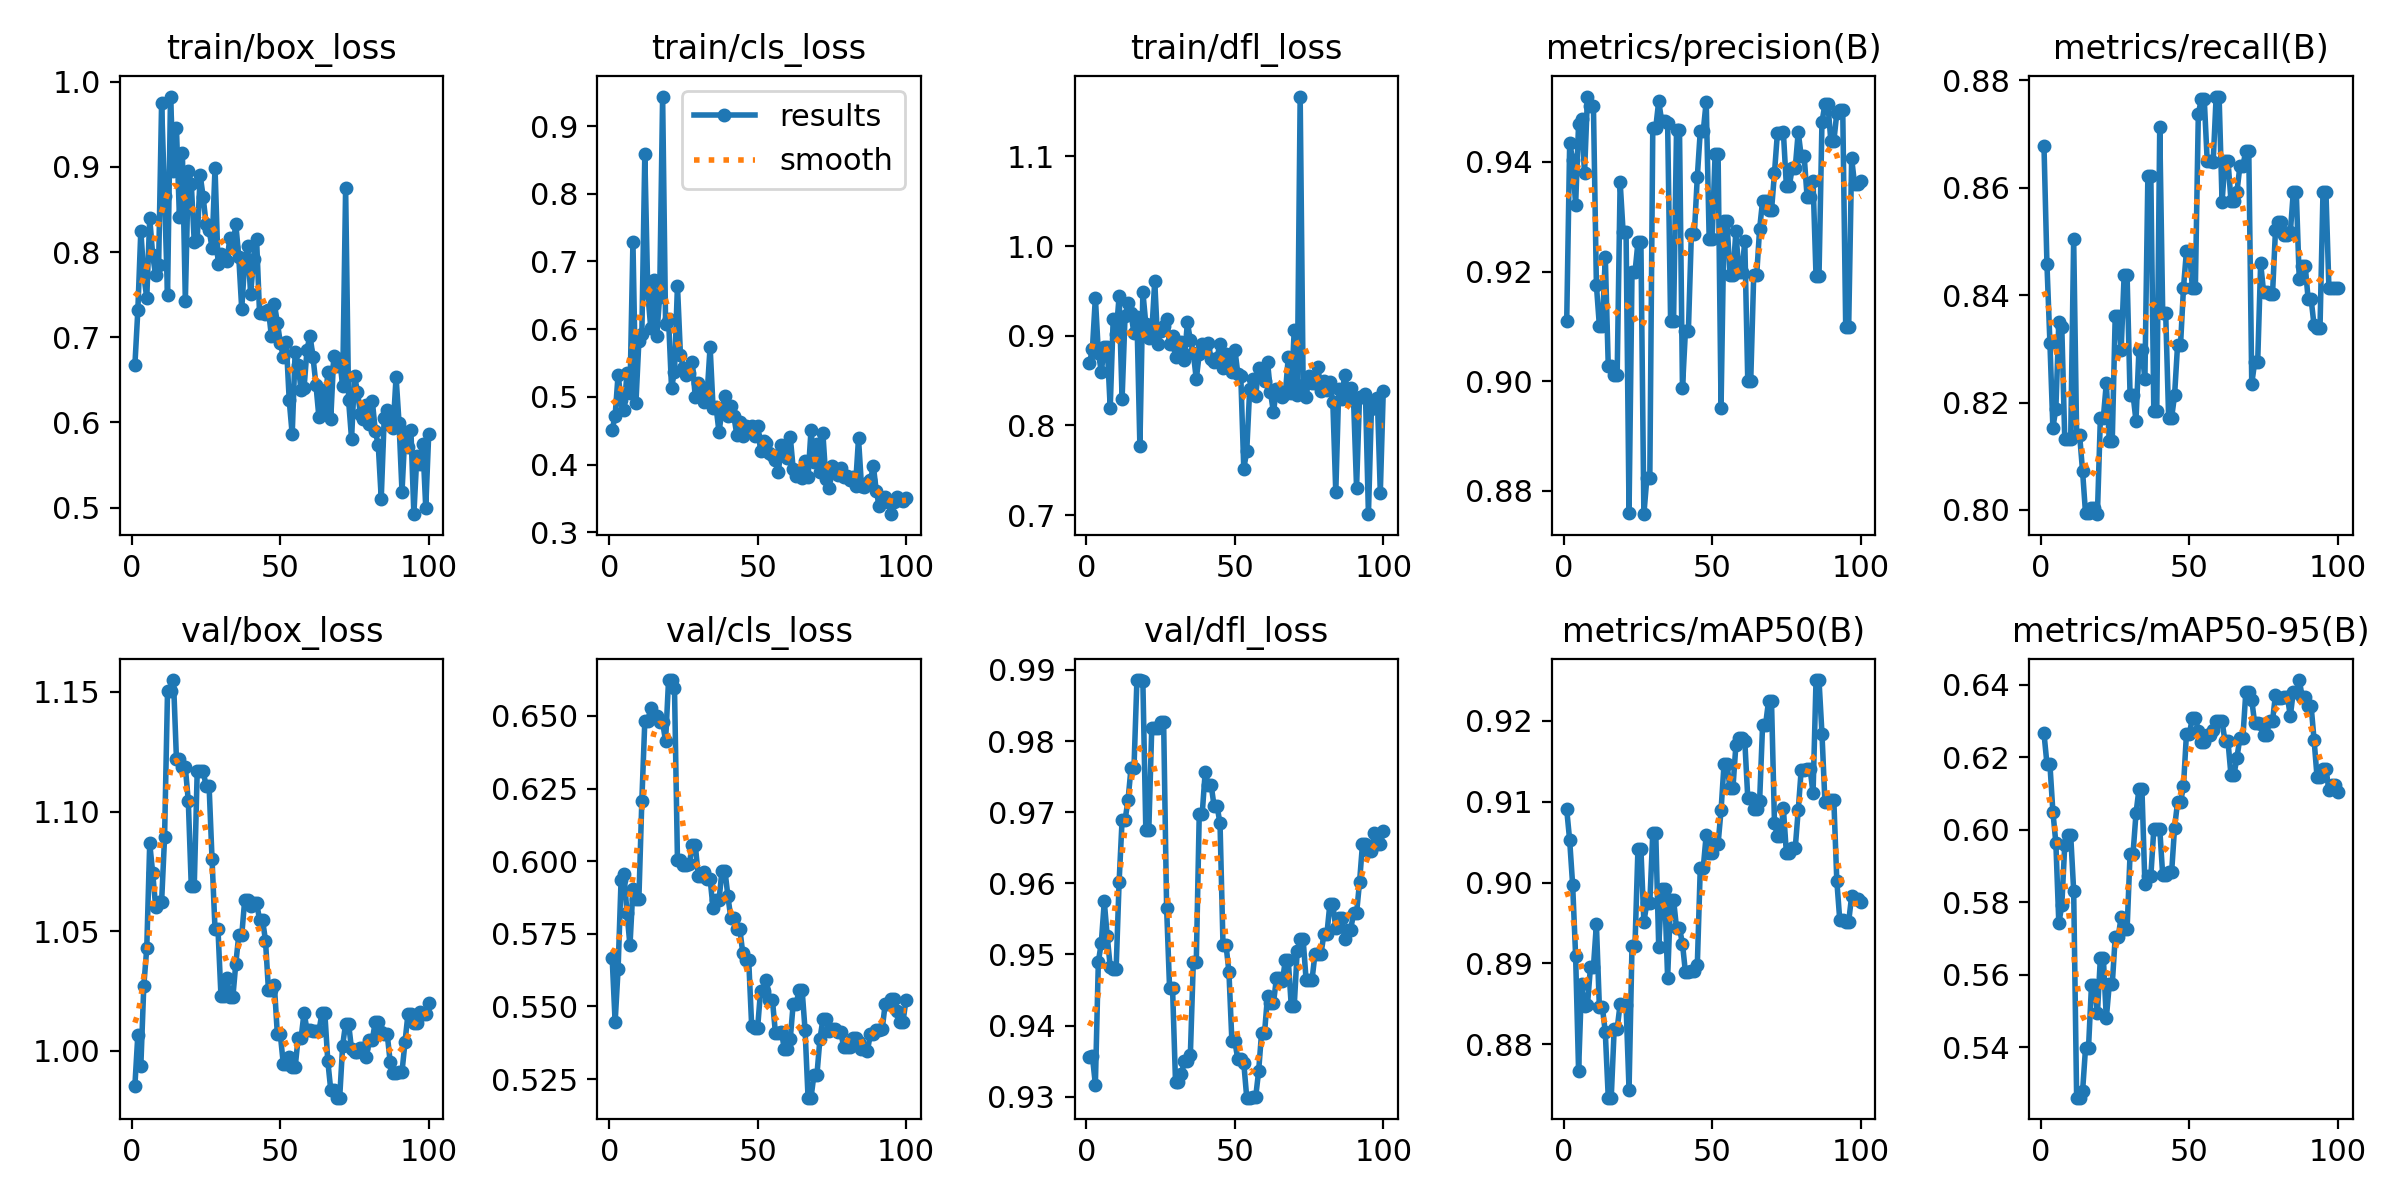 train/box_loss
train/cls_loss
train/dfl_loss
metrics/precision(B)
metrics/recall(B)
1.0
0.9
0.8
0.7
0.6
0.5
0 50 100
0.9
0.8
0.7
0.6
0.5
0.4
0.3
0 50 100
results
smooth
1.1
1.0
0.9
0.8
0.7
0 50 100
0.94
0.92
0.90
0.88
0 50 100
0.88
0.86
0.84
0.82
0.80
0 50 100
val/box_loss
val/cls_loss
val/dfl_loss
metrics/mAP50(B)
metrics/mAP50-95(B)
1.15
1.10
1.05
1.00
0 50 100
0.650
0.625
0.600
0.575
0.550
0.525
0 50 100
0.99
0.98
0.97
0.96
0.95
0.94
0.93
0 50 100
0.92
0.91
0.90
0.89
0.88
0 50 100
0.64
0.62
0.60
0.58
0.56
0.54
0 50 100